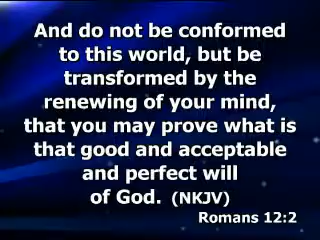 And do not be conformed
to this world, but be
transformed by the
renewing of your mind,
that you may prove what is
that good and acceptable
and perfect will
of God. (NKJV)
Romans 12:2